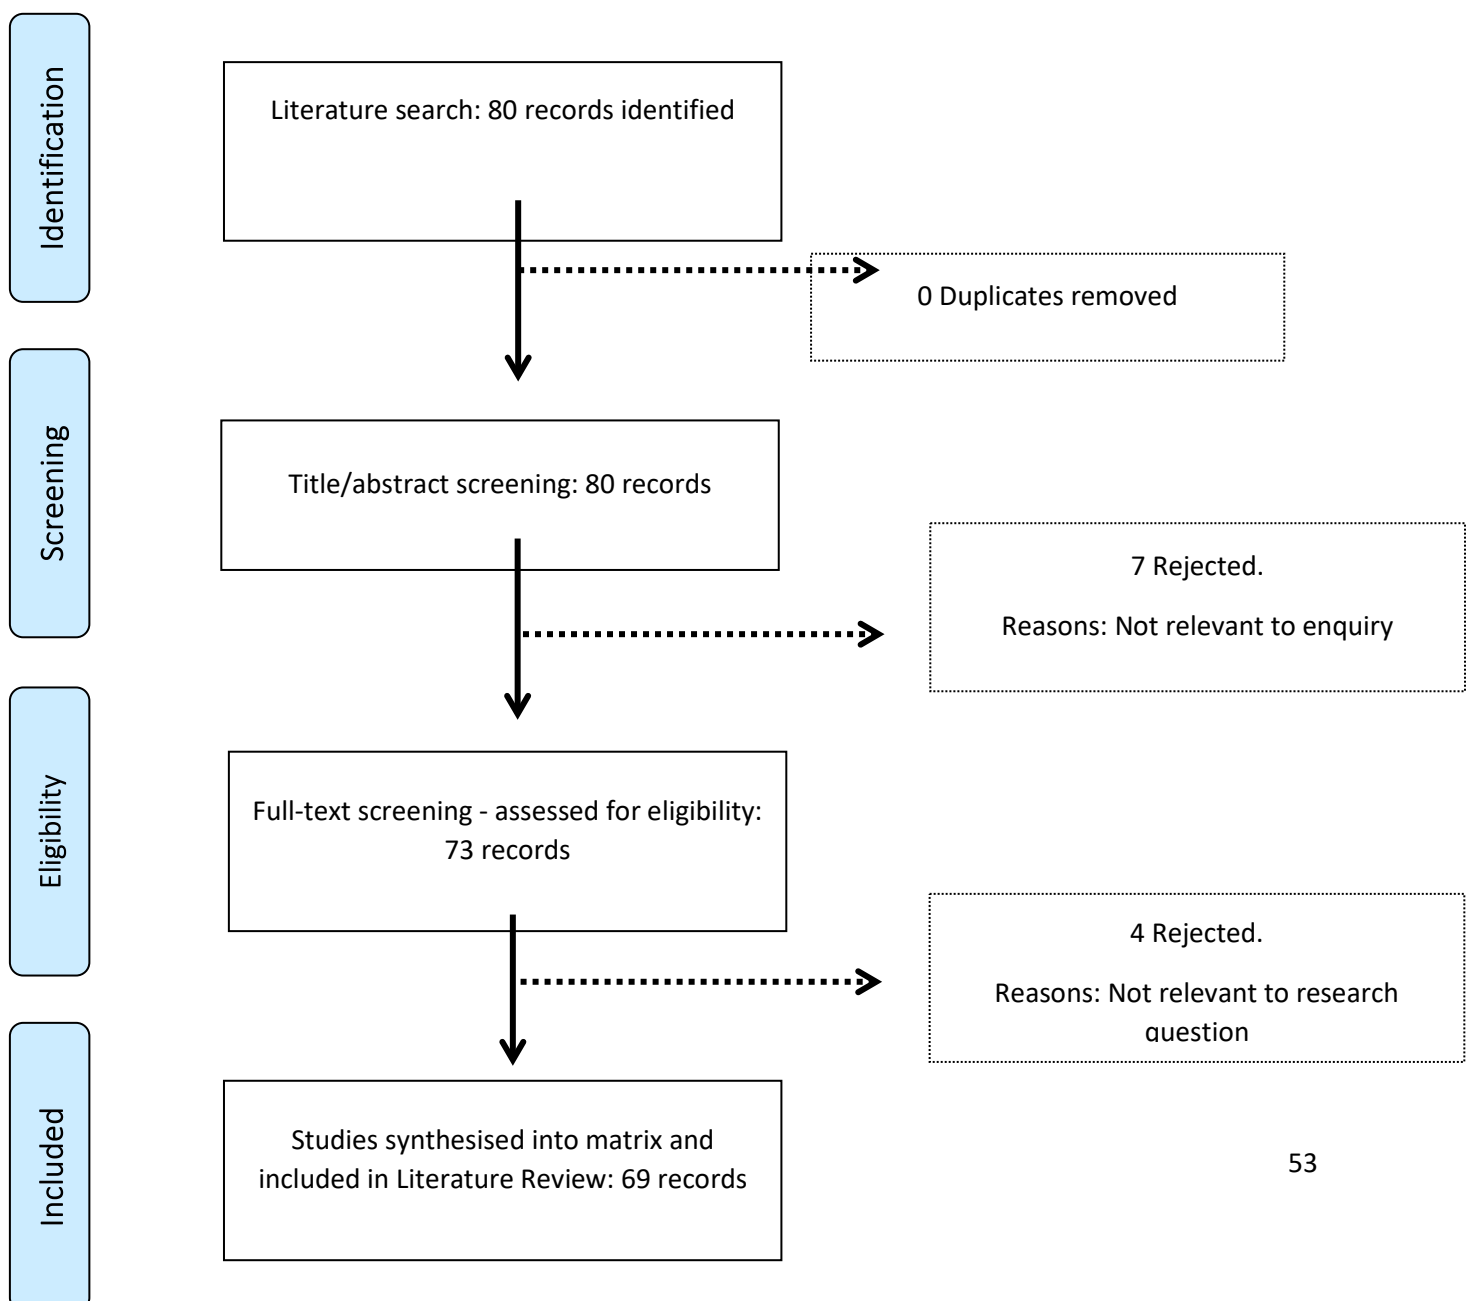 Identification
Literature search: 80 records identified
0 Duplicates removed
Screening
Title/abstract screening: 80 records
7 Rejected.
Reasons: Not relevant to enquiry
Eligibility
Full-text screening - assessed for eligibility:
73 records
4 Rejected.
Reasons: Not relevant to research
question
Included
Studies synthesised into matrix and
included in Literature Review: 69 records
53